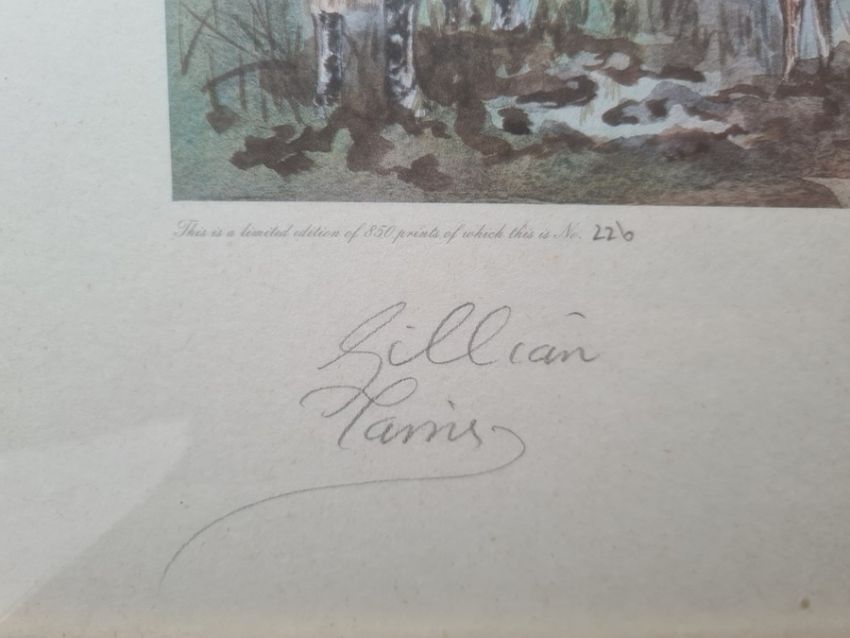 This is a limited edition of 850 prints of which this is No. 226
Gillian
Harris